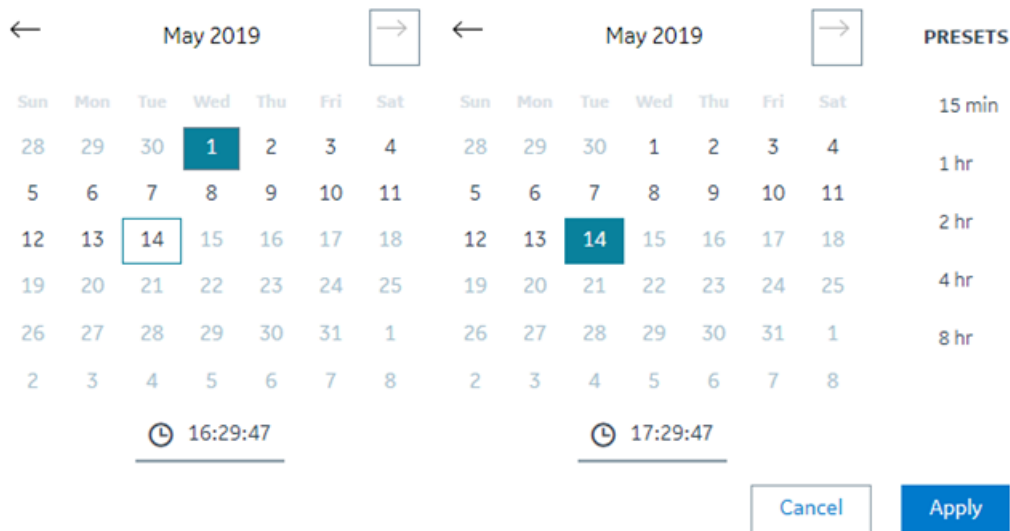 ← May 2019 →
Sun Mon Tue Wed Thu Fri Sat
28 29 30 1 2 3 4
5 6 7 8 9 10 11
12 13 14 15 16 17 18
19 20 21 22 23 24 25
26 27 28 29 30 31 1
2 3 4 5 6 7 8
16:29:47
← May 2019 →
Sun Mon Tue Wed Thu Fri Sat
28 29 30 1 2 3 4
5 6 7 8 9 10 11
12 13 14 15 16 17 18
19 20 21 22 23 24 25
26 27 28 29 30 31 1
2 3 4 5 6 7 8
17:29:47
PRESETS
15 min
1 hr
2 hr
4 hr
8 hr
Cancel Apply